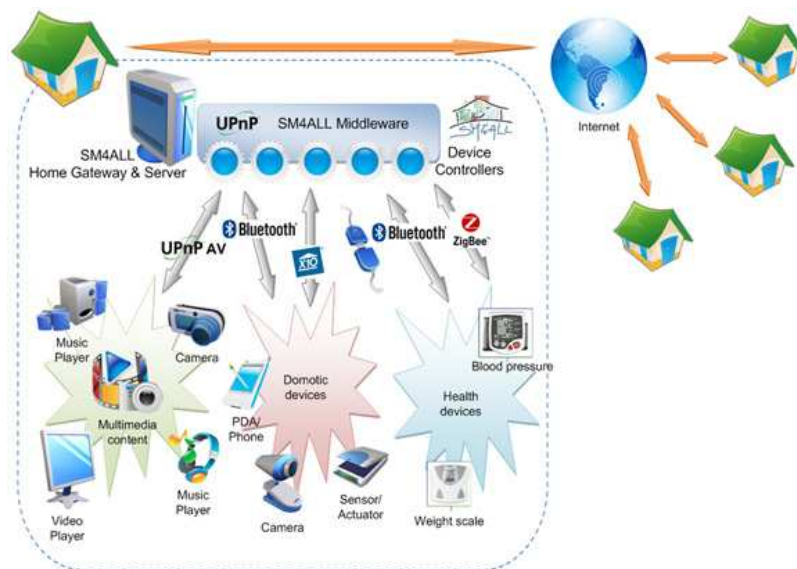 UPnP
SM4ALL Middleware
SM4ALL
SM4ALL
Home Gateway & Server
Device
Controllers
Internet
UPnP AV
Bluetooth
X10
Bluetooth
ZigBee
Music
Player
Camera
Multimedia
content
Video
Player
Music
Player
Domotic
devices
PDA/
Phone
Camera
Sensor/
Actuator
Health
devices
Blood pressure
Weight scale